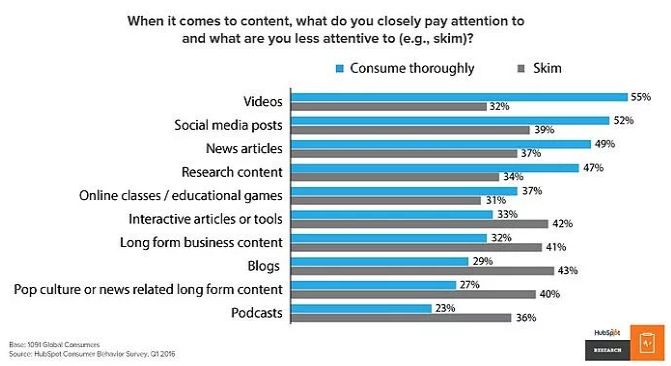 When it comes to content, what do you closely pay attention to
and what are you less attentive to (e.g., skim)?
Consume thoroughly Skim
Videos 55% 32%
Social media posts 52% 39%
News articles 49% 37%
Research content 47% 34%
Online classes / educational games 37% 31%
Interactive articles or tools 33% 42%
Long form business content 32% 41%
Blogs 29% 43%
Pop culture or news related long form content 27% 40%
Podcasts 23% 36%
Base: 1091 Global Consumers
Source: HubSpot Consumer Behavior Survey, Q1 2016
HubSpot
RESEARCH